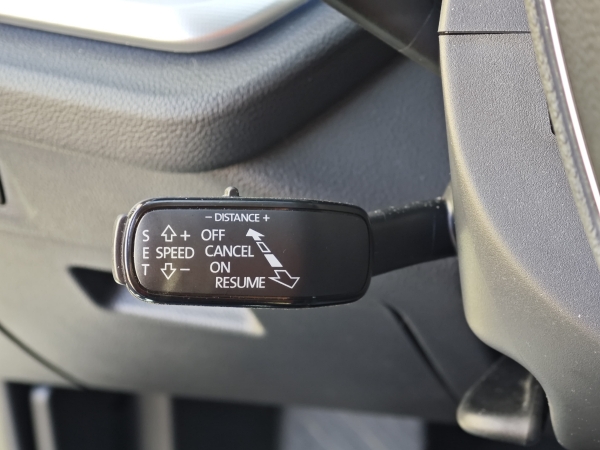 - DISTANCE +
S + OFF
E SPEED CANCEL
T - ON
RESUME